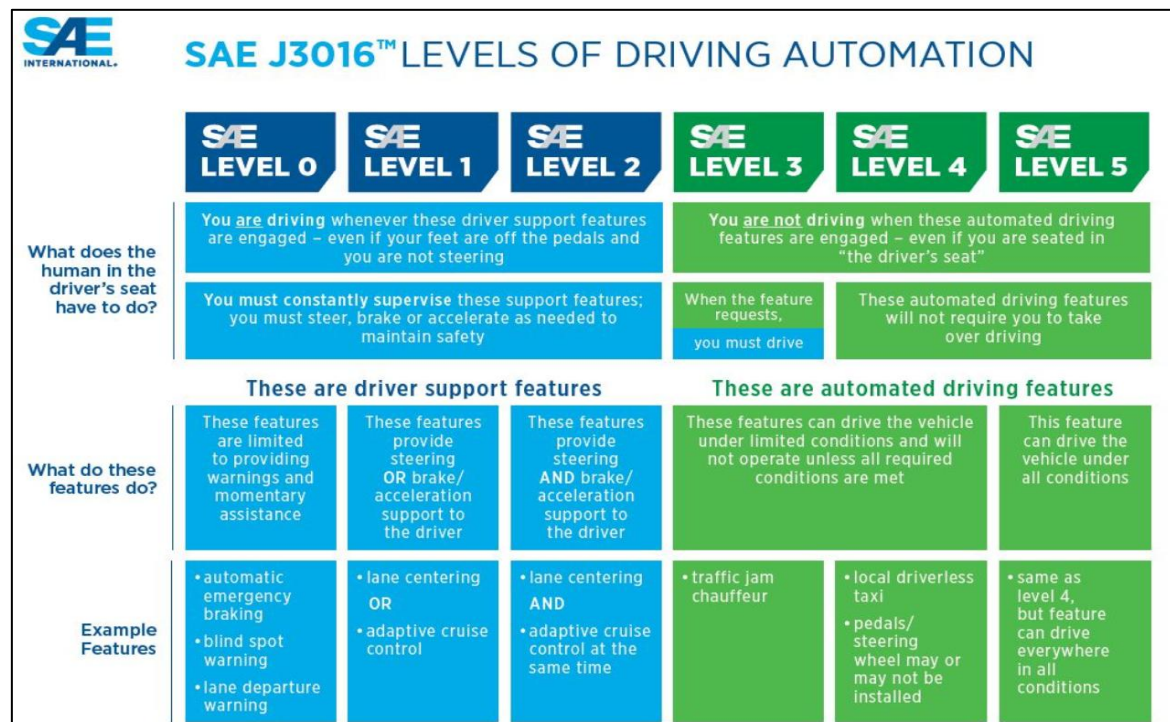 SAE
INTERNATIONAL®
SAE J3016™ LEVELS OF DRIVING AUTOMATION
SAE
LEVEL 0
SAE
LEVEL 1
SAE
LEVEL 2
SAE
LEVEL 3
SAE
LEVEL 4
SAE
LEVEL 5
What does the
human in the
driver's seat
have to do?
You are driving whenever these driver support features
are engaged – even if your feet are off the pedals and
you are not steering
You are not driving when these automated driving
features are engaged – even if you are seated in
“the driver's seat”
You must constantly supervise these support features;
you must steer, brake or accelerate as needed to
maintain safety
When the feature
requests,
you must drive
These automated driving features
will not require you to take
over driving
These are driver support features
These are automated driving features
What do these
features do?
These features
are limited
to providing
warnings and
momentary
assistance
These features
provide
steering
OR brake/
acceleration
support to
the driver
These features
provide
steering
AND brake/
acceleration
support to
the driver
These features can drive the vehicle
under limited conditions and will
not operate unless all required
conditions are met
This feature
can drive the
vehicle under
all conditions
Example
Features
• automatic
emergency
braking
• blind spot
warning
• lane departure
warning
• lane centering
OR
• adaptive cruise
control
• lane centering
AND
• adaptive cruise
control at the
same time
• traffic jam
chauffeur
• local driverless
taxi
• pedals/
steering
wheel may or
may not be
installed
• same as
level 4,
but feature
can drive
everywhere
in all
conditions